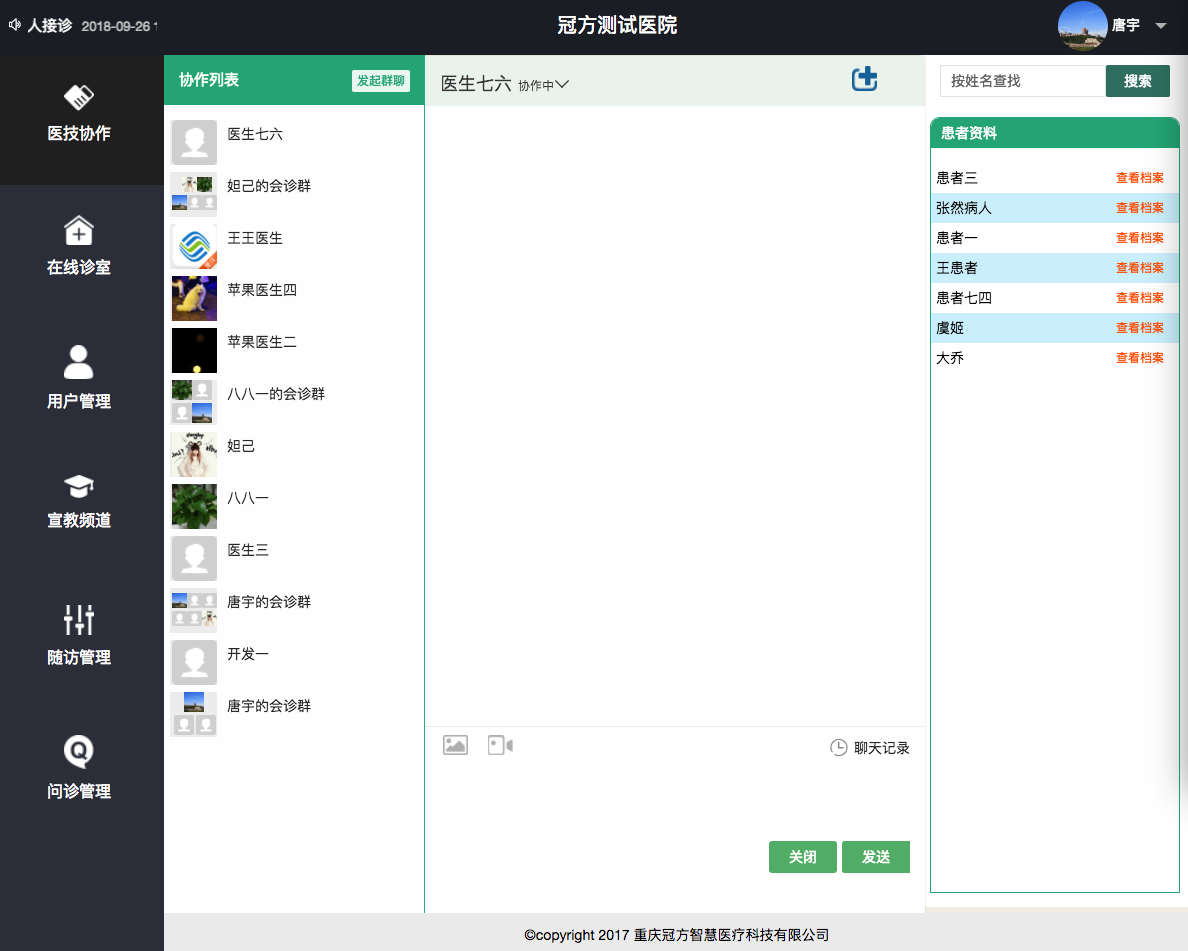 人接诊 2018-09-26
冠方测试医院
唐宇
医技协作
在线诊室
用户管理
宣教频道
随访管理
问诊管理
协作列表 发起群聊
医生七六
妲己的会诊群
王王医生
苹果医生四
苹果医生二
八八一的会诊群
妲己
八八一
医生三
唐宇的会诊群
开发一
唐宇的会诊群
医生七六 协作中
聊天记录
关闭 发送
按姓名查找 搜索
患者资料
患者三 查看档案
张然病人 查看档案
患者一 查看档案
王患者 查看档案
患者七四 查看档案
虞姬 查看档案
大乔 查看档案
©copyright 2017 重庆冠方智慧医疗科技有限公司